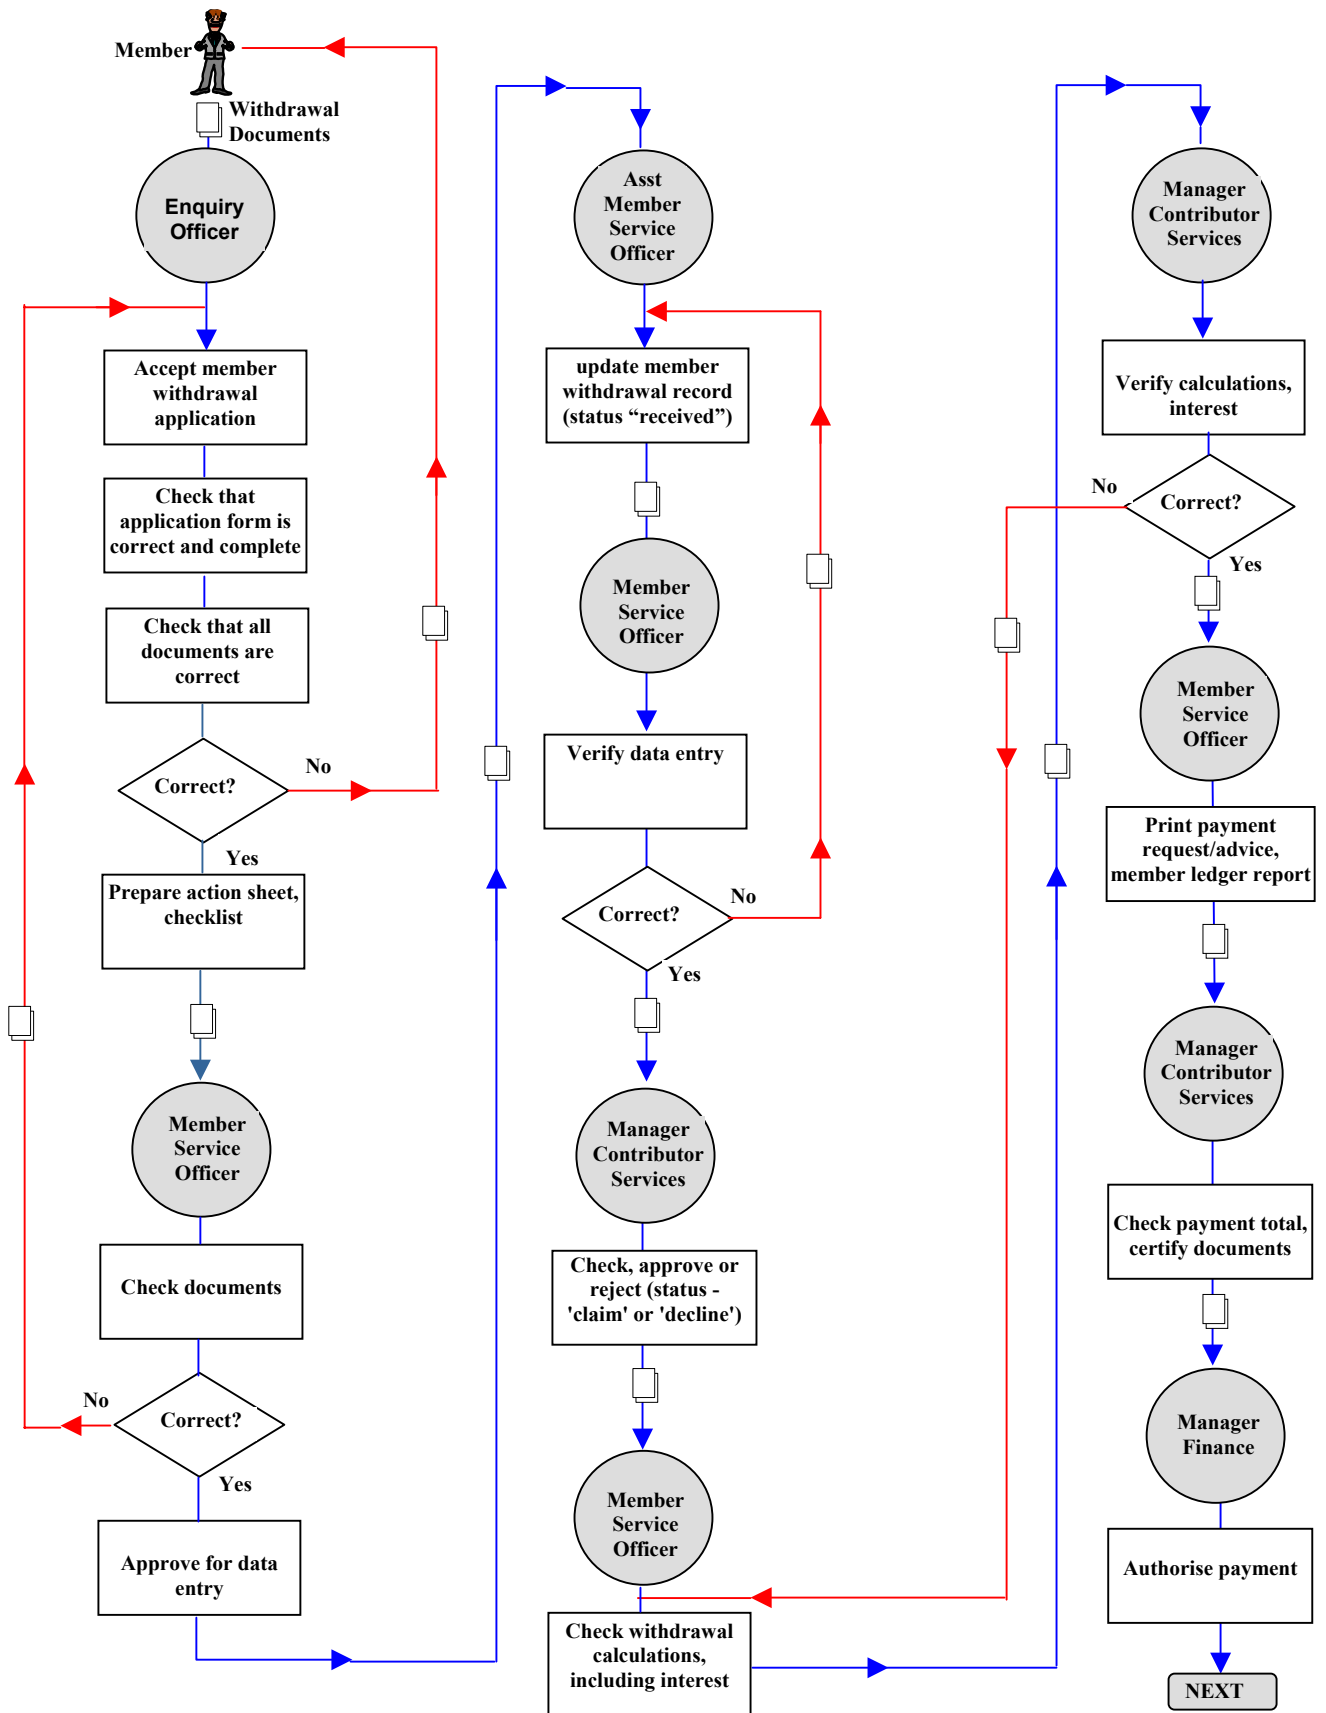 Member
Withdrawal
Documents
Enquiry
Officer
Accept member
withdrawal
application
Check that
application form is
correct and complete
Check that all
documents are
correct
Correct?
No
Yes
Prepare action sheet,
checklist
Member
Service
Officer
Check documents
No
Correct?
Yes
Approve for data
entry
Asst
Member
Service
Officer
update member
withdrawal record
(status “received”)
Member
Service
Officer
Verify data entry
Correct?
No
Yes
Manager
Contributor
Services
Check, approve or
reject (status -
'claim' or 'decline')
Member
Service
Officer
Check withdrawal
calculations,
including interest
Manager
Contributor
Services
Verify calculations,
interest
No
Correct?
Yes
Member
Service
Officer
Print payment
request/advice,
member ledger report
Manager
Contributor
Services
Check payment total,
certify documents
Manager
Finance
Authorise payment
NEXT